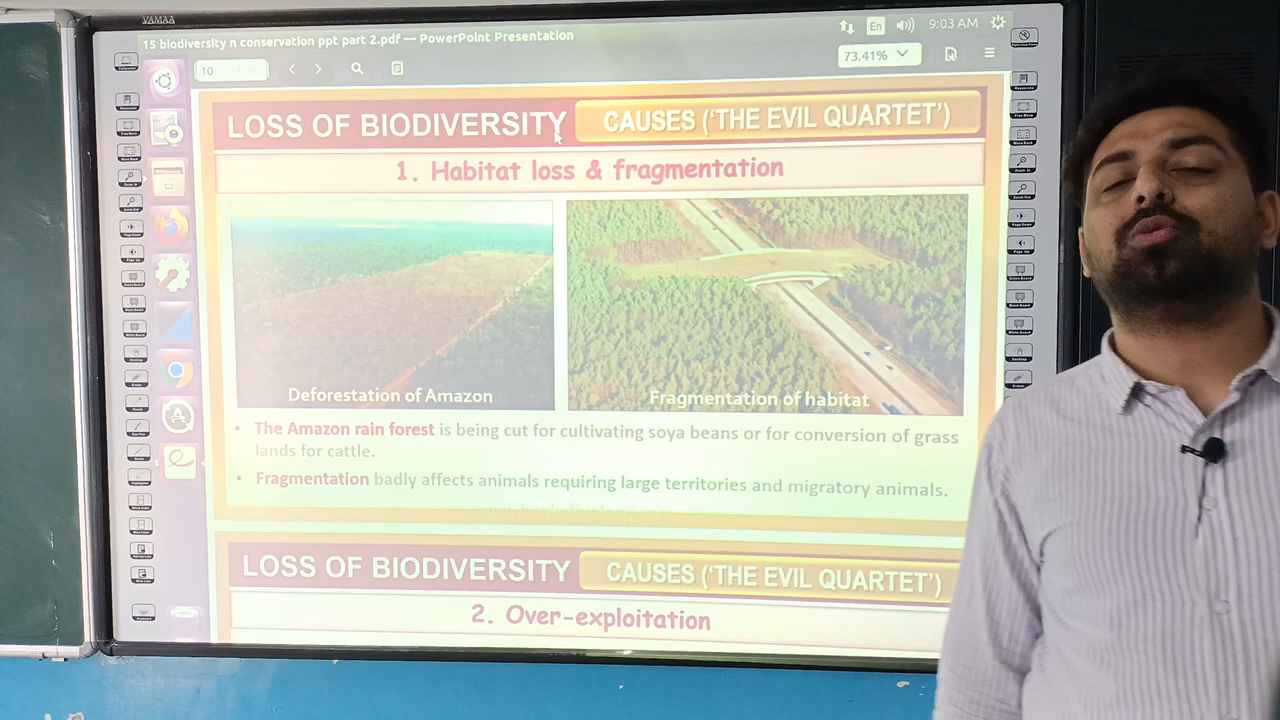 VAMAA
15 biodiversity n conservation ppt part 2.pdf — PowerPoint Presentation
En
9:03 AM
10
73.41%
LOSS OF BIODIVERSITY
CAUSES (‘THE EVIL QUARTET’)
1. Habitat loss & fragmentation
Deforestation of Amazon
Fragmentation of habitat
• The Amazon rain forest is being cut for cultivating soya beans or for conversion of grass
lands for cattle.
• Fragmentation badly affects animals requiring large territories and migratory animals.
LOSS OF BIODIVERSITY
CAUSES (‘THE EVIL QUARTET’)
2. Over-exploitation